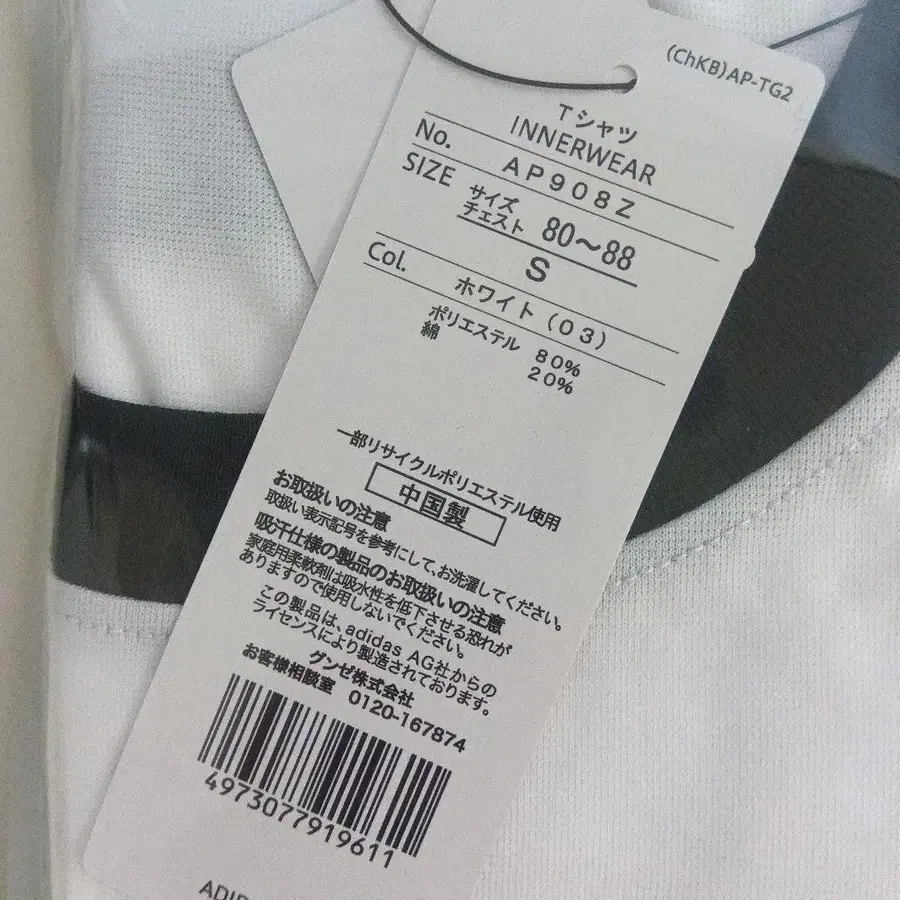 (ChKB)AP-TG2
Tシャツ
INNERWEAR
No. AP908Z
SIZE サイズ S
チェスト 80～88
Col. ホワイト(03)
ポリエステル 80%
綿 20%
一部リサイクルポリエステル使用
中国製
お取扱いの注意
取扱い表示記号を参考にして、お洗濯してください。
吸汗仕様の製品のお取扱いの注意
家庭用柔軟剤は吸水性を低下させる恐れが
ありますので使用しないでください。
この製品は、adidas AG社からの
ライセンスにより製造されております。
グンゼ株式会社
お客様相談室 0120-167874
4973077919611